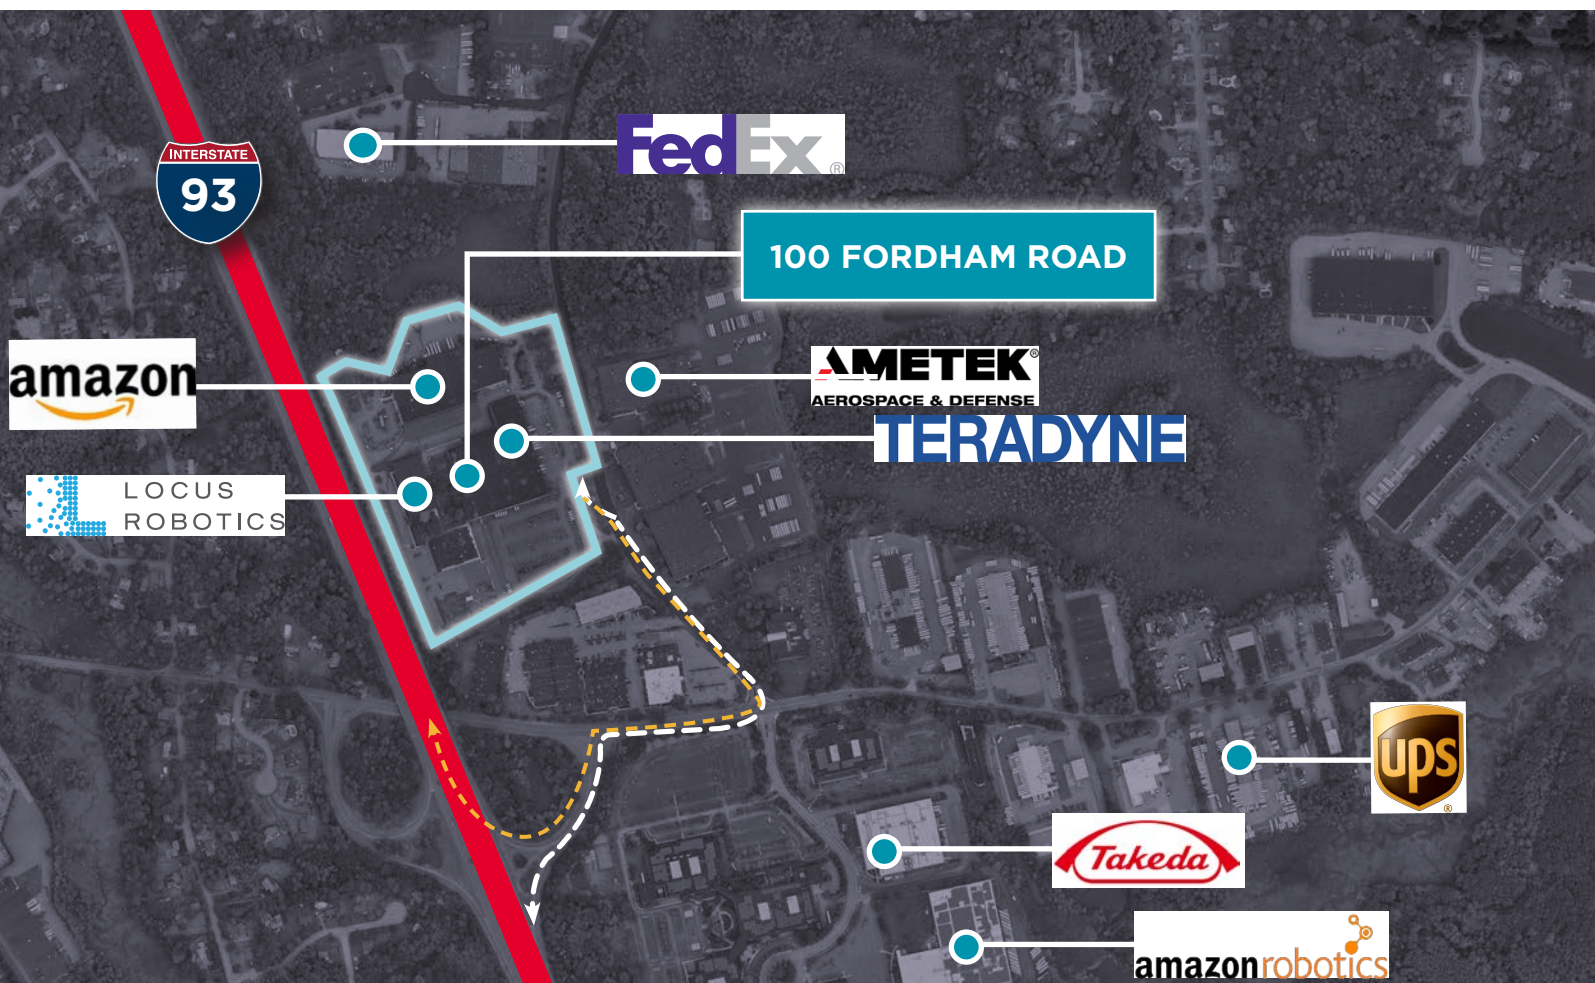 INTERSTATE
93
FedEx®
100 FORDHAM ROAD
amazon
AMETEK®
AEROSPACE & DEFENSE
TERADYNE
LOCUS
ROBOTICS
ups
®
Takeda
amazonrobotics